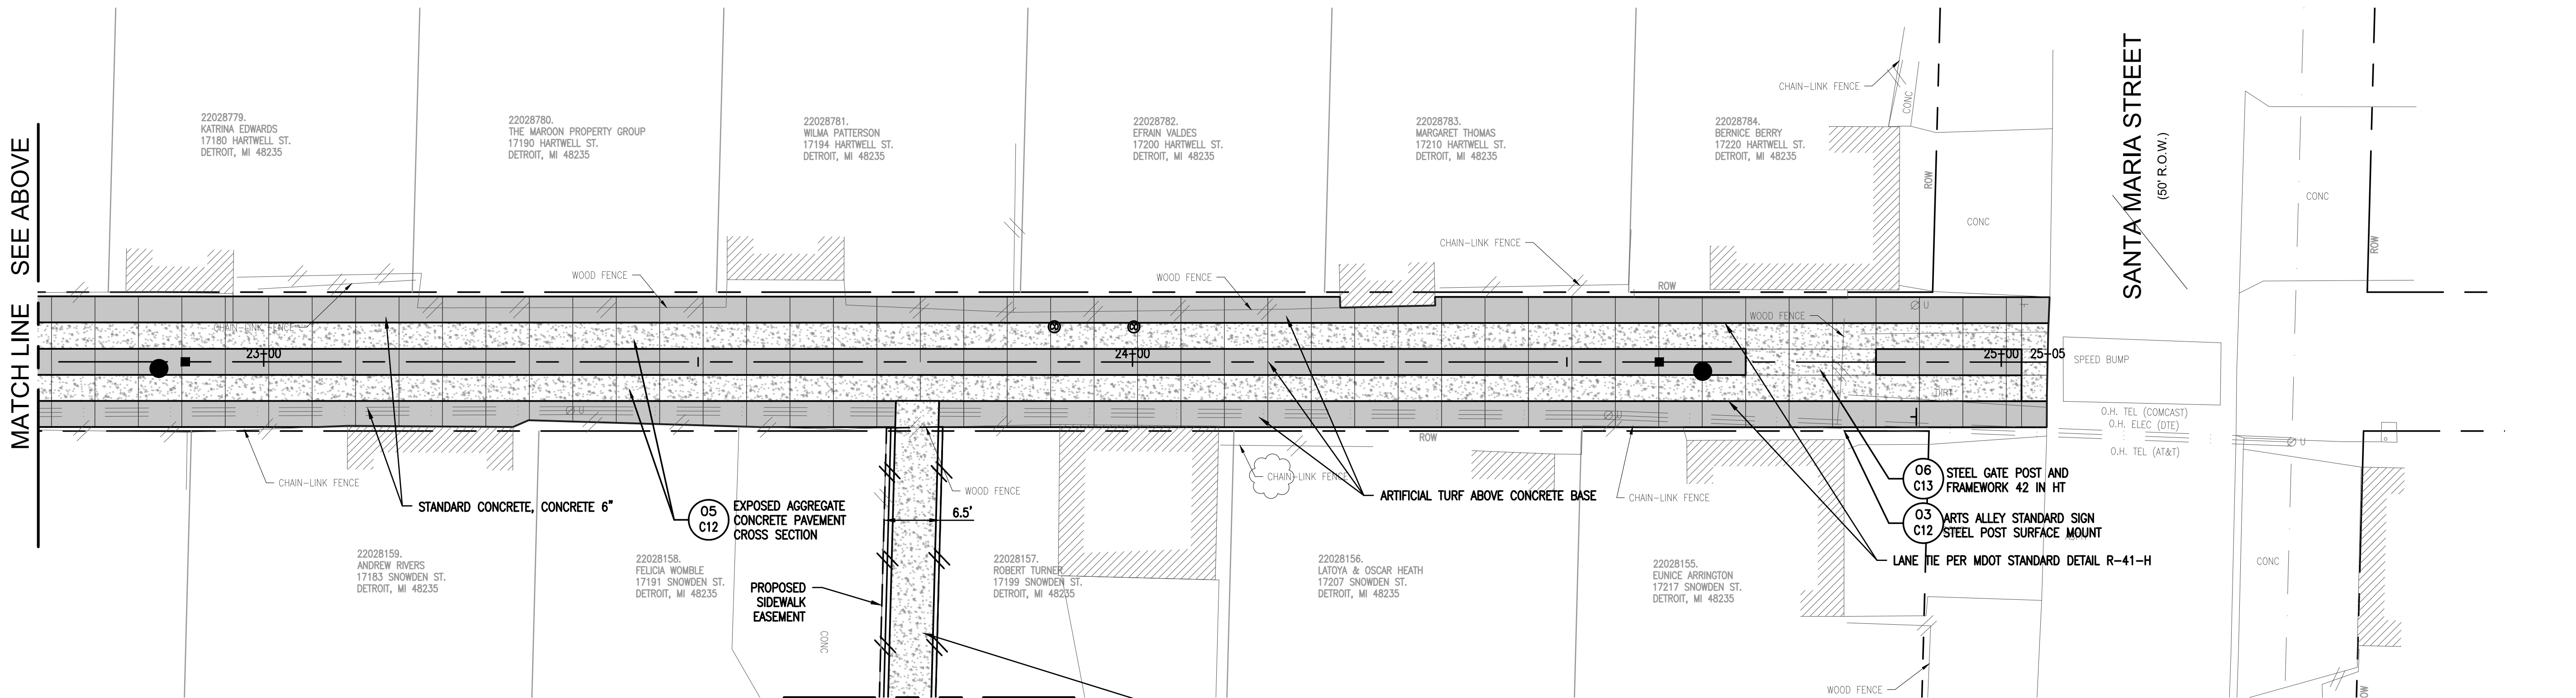 MATCH LINE   SEE ABOVE
22028779.
KATRINA EDWARDS
17180 HARTWELL ST.
DETROIT, MI 48235
22028780.
THE MAROON PROPERTY GROUP
17190 HARTWELL ST.
DETROIT, MI 48235
22028781.
WILMA PATTERSON
17194 HARTWELL ST.
DETROIT, MI 48235
22028782.
EFRAIN VALDES
17200 HARTWELL ST.
DETROIT, MI 48235
22028783.
MARGARET THOMAS
17210 HARTWELL ST.
DETROIT, MI 48235
22028784.
BERNICE BERRY
17220 HARTWELL ST.
DETROIT, MI 48235
CHAIN-LINK FENCE
CONC
ROW
CONC
SANTA MARIA STREET
(50' R.O.W.)
CONC
ROW
WOOD FENCE
WOOD FENCE
CHAIN-LINK FENCE
ROW
CHAIN-LINK FENCE
WOOD FENCE
U
23+00
24+00
25+00
25+05
SPEED BUMP
DIRT
U
U
O.H. TEL (COMCAST)
O.H. ELEC (DTE)
O.H. TEL (AT&T)
U
ROW
CHAIN-LINK FENCE
STANDARD CONCRETE, CONCRETE 6"
05
C12
EXPOSED AGGREGATE
CONCRETE PAVEMENT
CROSS SECTION
WOOD FENCE
6.5'
CHAIN-LINK FENCE
ARTIFICIAL TURF ABOVE CONCRETE BASE
CHAIN-LINK FENCE
06
C13
STEEL GATE POST AND
FRAMEWORK 42 IN HT
03
C12
ARTS ALLEY STANDARD SIGN
STEEL POST SURFACE MOUNT
LANE TIE PER MDOT STANDARD DETAIL R-41-H
22028159.
ANDREW RIVERS
17183 SNOWDEN ST.
DETROIT, MI 48235
22028158.
FELICIA WOMBLE
17191 SNOWDEN ST.
DETROIT, MI 48235
PROPOSED
SIDEWALK
EASEMENT
22028157.
ROBERT TURNER
17199 SNOWDEN ST.
DETROIT, MI 48235
22028156.
LATOYA & OSCAR HEATH
17207 SNOWDEN ST.
DETROIT, MI 48235
22028155.
EUNICE ARRINGTON
17217 SNOWDEN ST.
DETROIT, MI 48235
CONC
CONC
WOOD FENCE
ROW